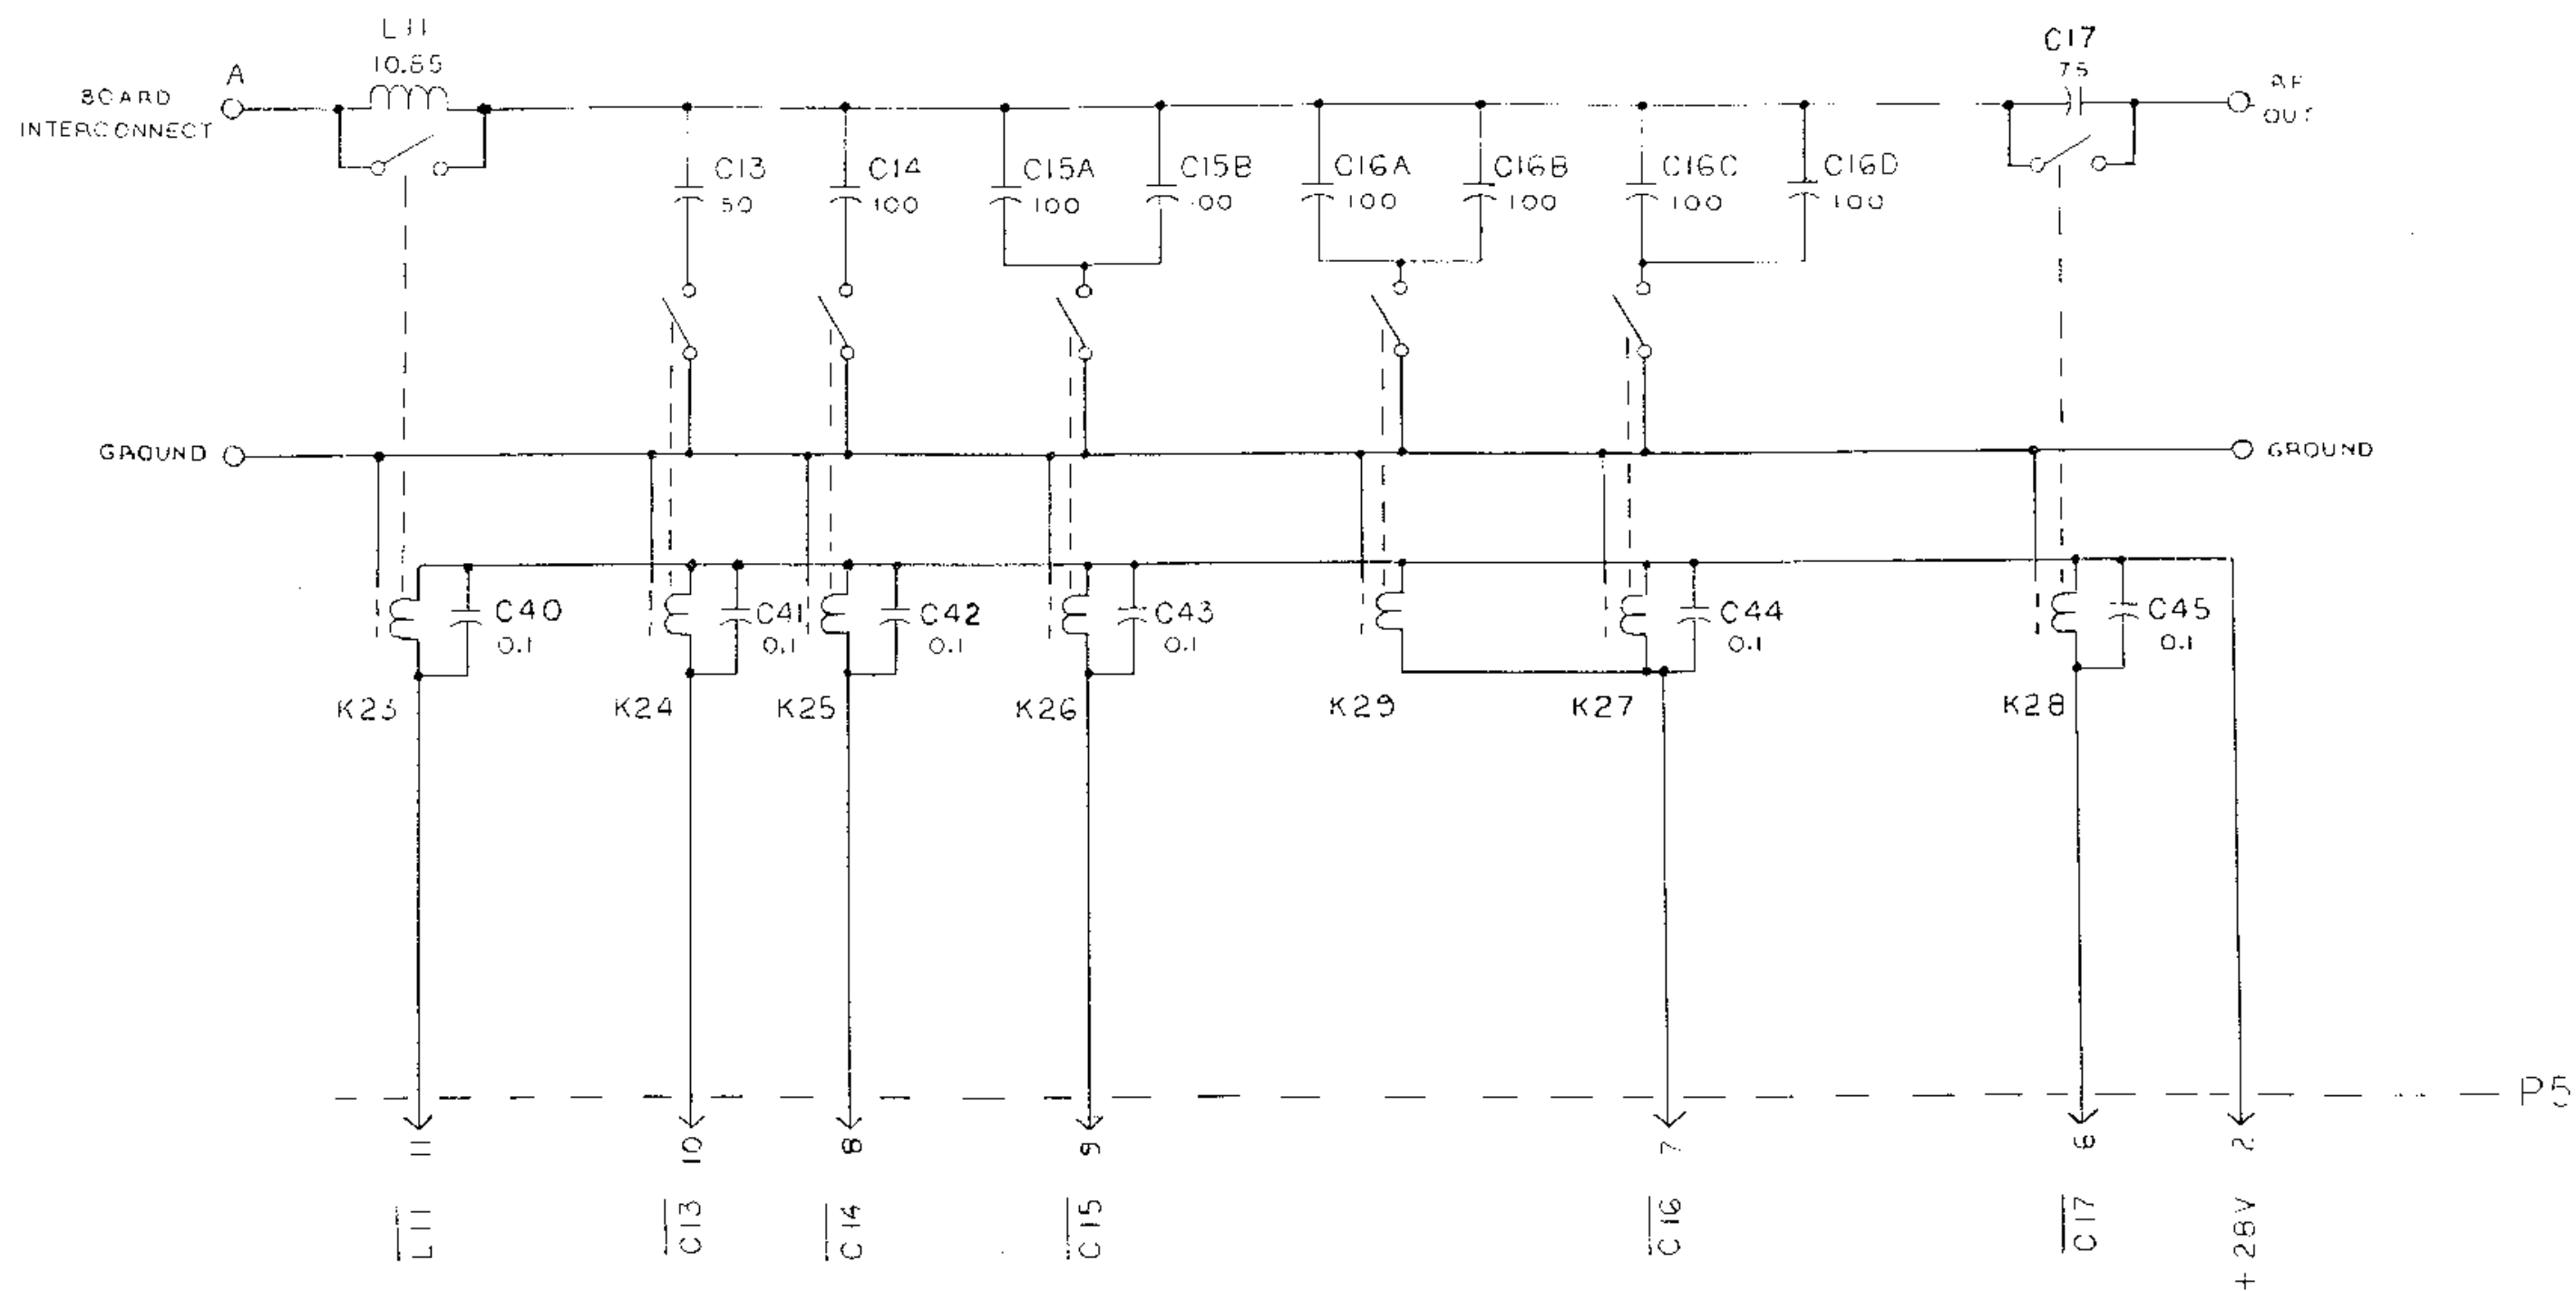 L11
10.85
A
BOARD
INTERCONNECT
C17
75
RF
OUT
C13
50
C14
100
C15A
100
C15B
100
C16A
100
C16B
100
C16C
100
C16D
100
GROUND
GROUND
C40
0.1
C41
0.1
C42
0.1
C43
0.1
C44
0.1
C45
0.1
K23
K24
K25
K26
K29
K27
K28
P5
11
10
8
9
7
6
2
L11
C13
C14
C15
C16
C17
+28V